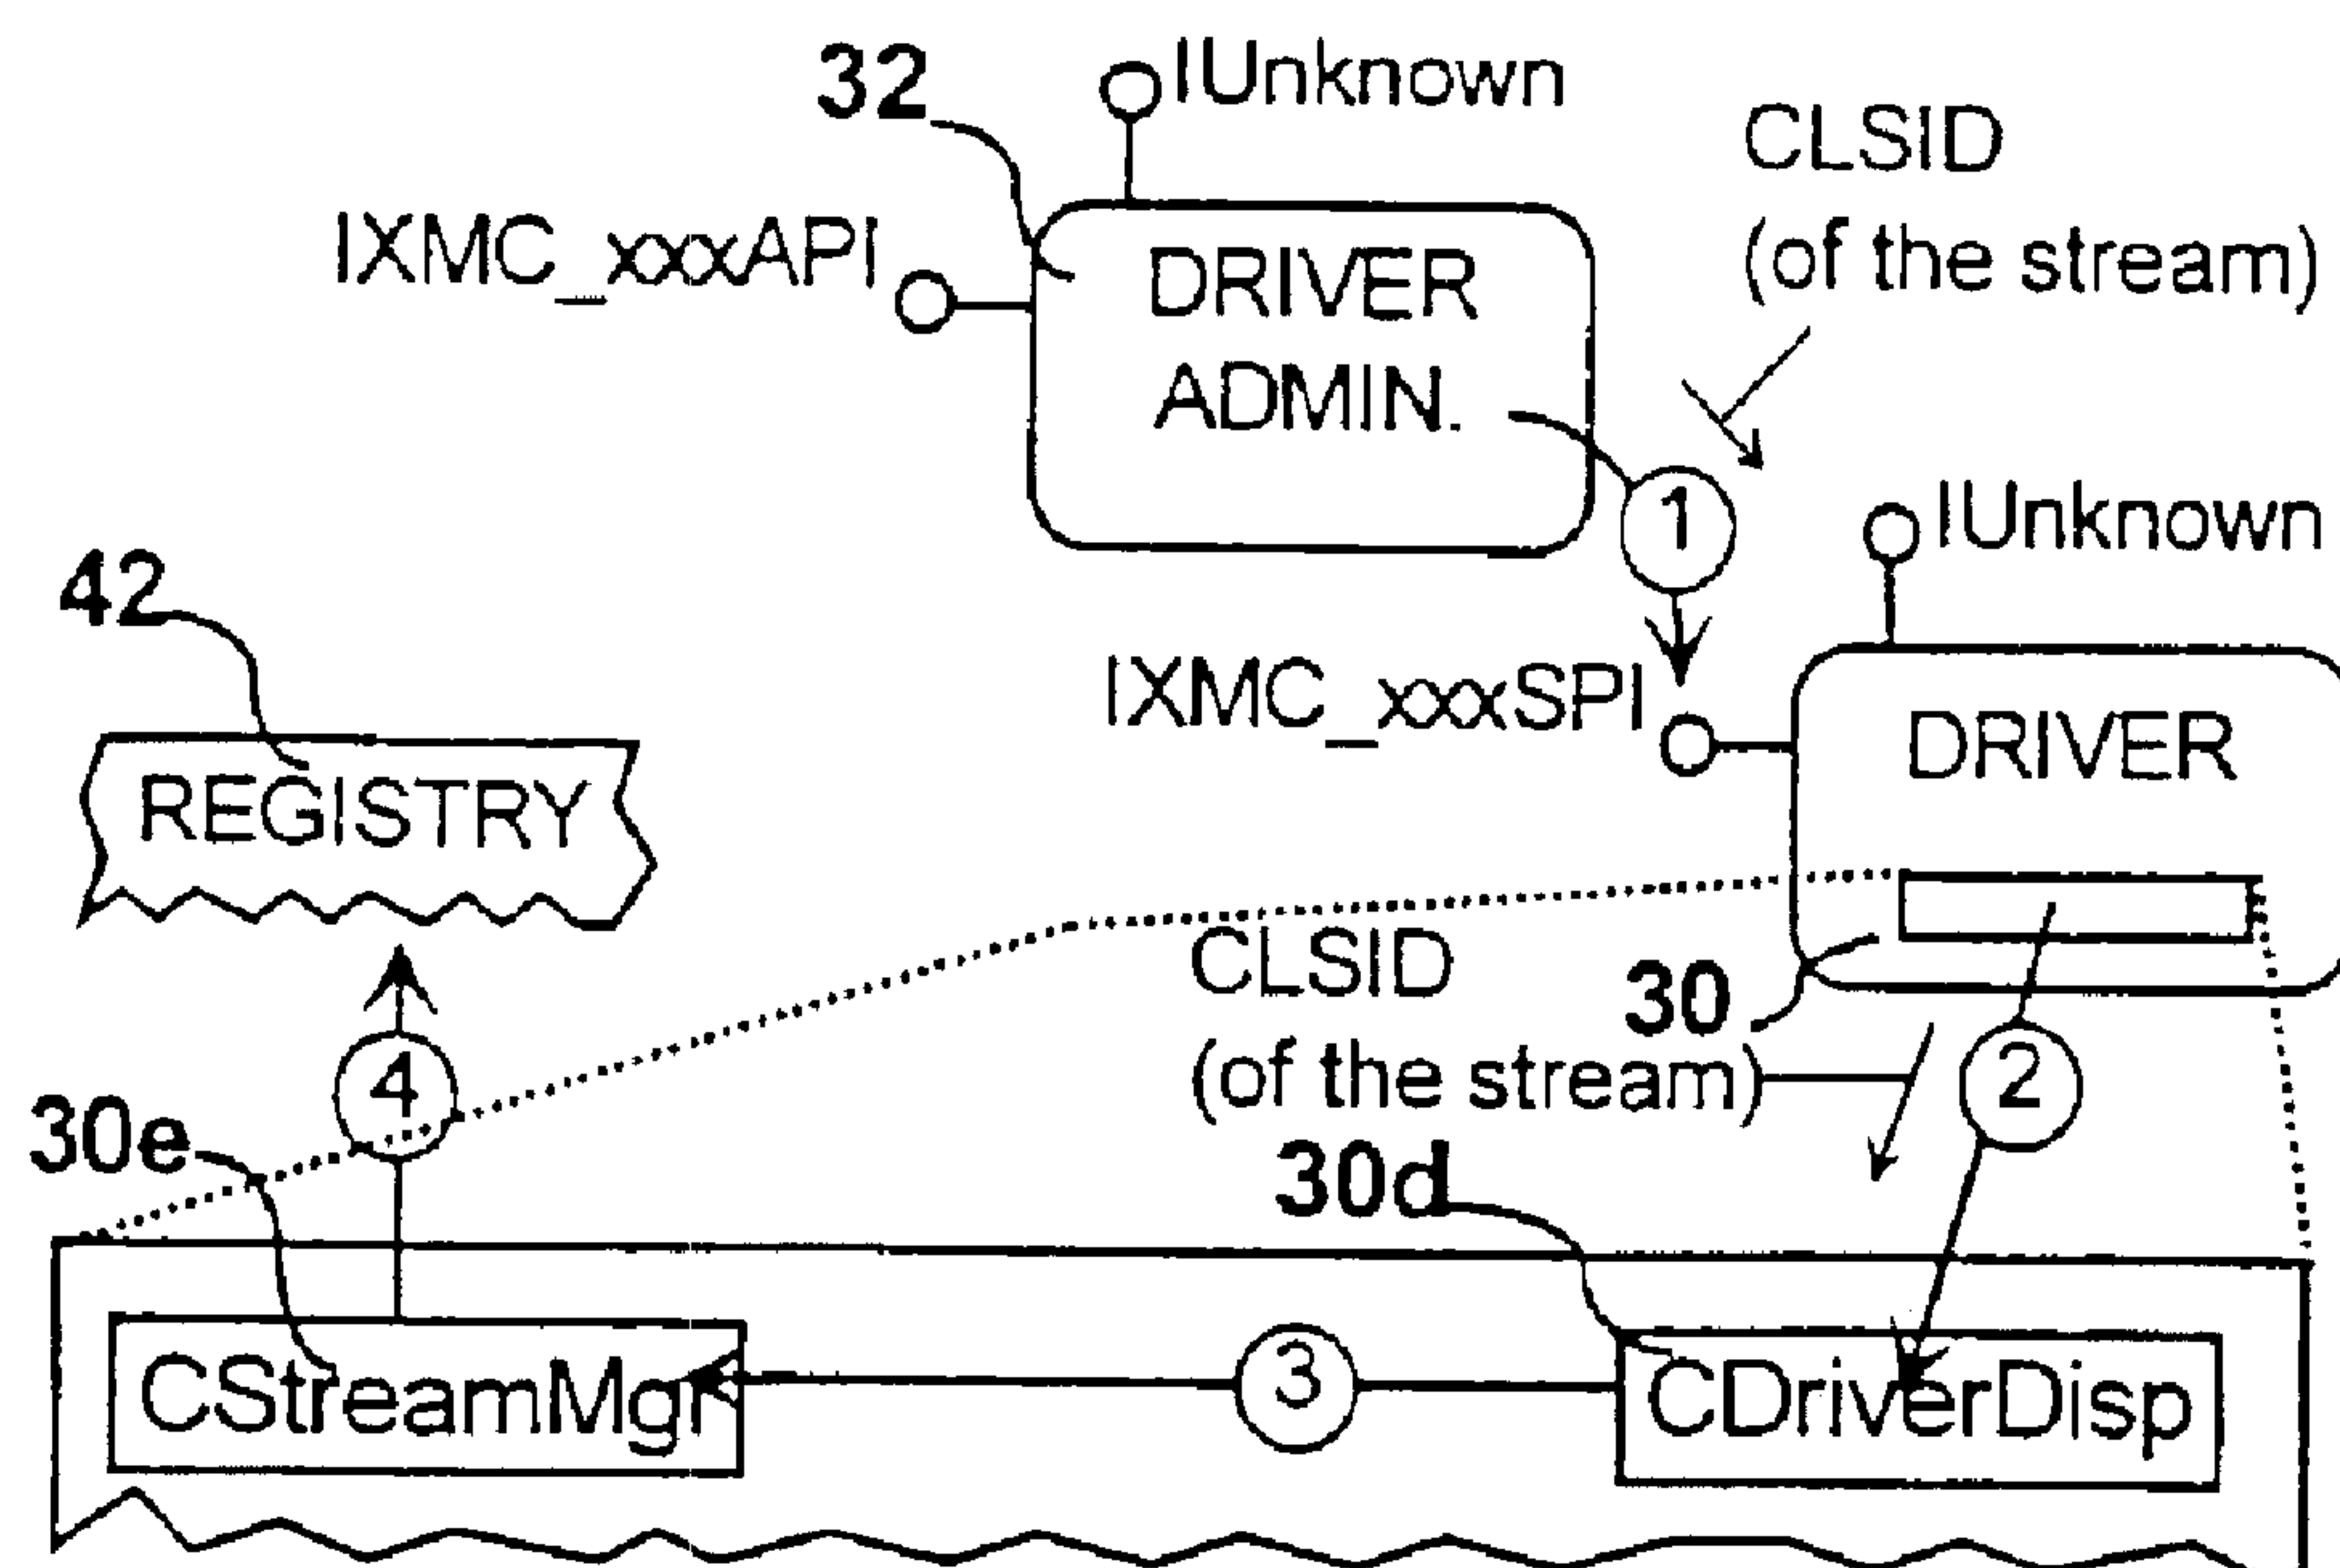 32
IUnknown
CLSID
(of the stream)
IXMC_xxxAPI
DRIVER
ADMIN.
1
IUnknown
42
IXMC_xxxSPI
DRIVER
REGISTRY
CLSID
(of the stream)
30
2
4
30e
30d
CStreamMgr
3
CDriverDisp